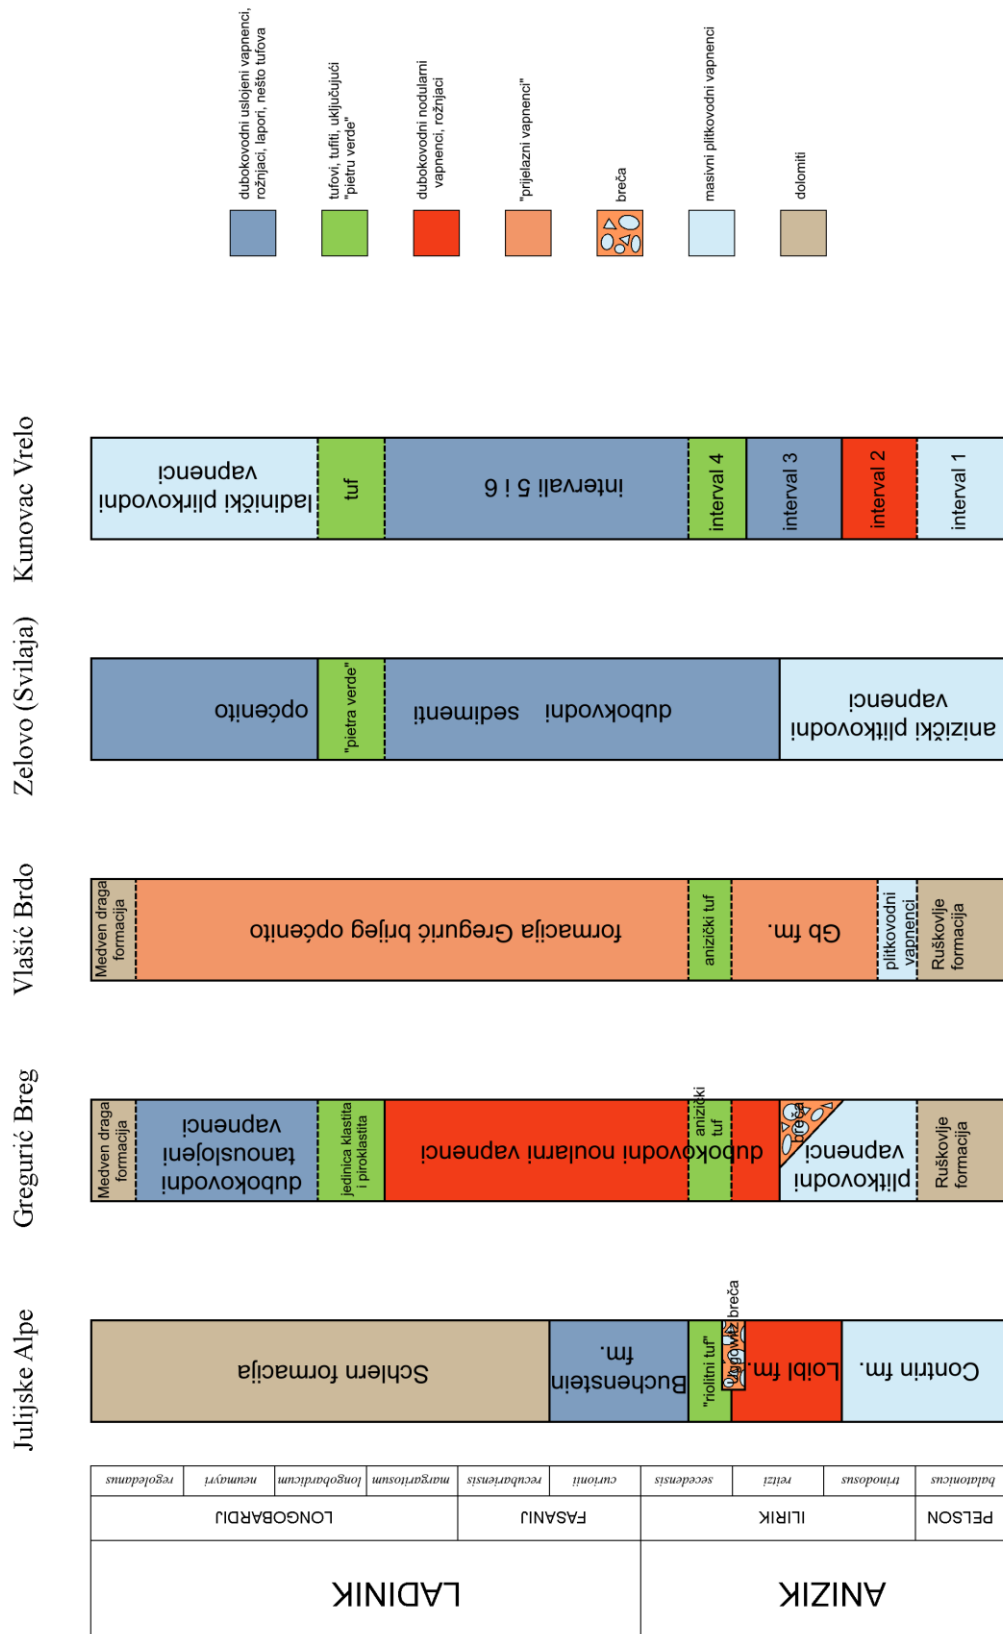 Julijske Alpe
Gregurić Breg
Vlašić Brdo
Zelovo (Svilaja)
Kunovac Vrelo
LADINIK
ANIZIK
LONGOBARDIJ
FASANIJ
ILIRIK
PELSON
regoledanus
neumayri
longobardicum
margaritosum
recubariensis
curionii
secedensis
reitzi
trinodosus
balatonicus
Schlern formacija
Buchenstein
fm.
"riolitni tuf"
Uggowitz breča
Loibl fm.
Contrin fm.
Medven draga
formacija
dubokovodni
tanouslojeni
vapnenci
jedinica klastita
i piroklastita
dubokovodni noularni vapnenci
anizički
tuf
breča
plitkovodni
vapnenci
Ruškovlje
formacija
Medven draga
formacija
formacija Gregurić brijeg općenito
anizički tuf
Gb fm.
plitkovodni
vapnenci
Ruškovlje
formacija
općenito
"pietra verde"
dubokvodni sedimenti
anizički plitkovodni
vapnenci
ladinički plirkovodni
vapnenci
tuf
intervali 5 i 6
interval 4
interval 3
interval 2
interval 1
dubokovodni uslojeni vapnenci,
rožnjaci, lapori, nešto tufova
tufovi, tufiti, uključujući
"pietru verde"
dubokovodni nodularni
vapnenci, rožnjaci
"prijelazni vapnenci"
breča
masivni plitkovodni vapnenci
dolomiti